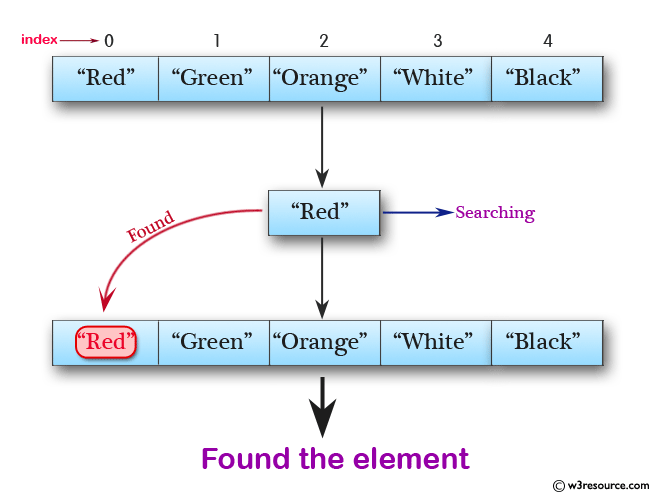 index 0 1 2 3 4
“Red” “Green” “Orange” “White” “Black”
“Red” Searching
Found
“Red” “Green” “Orange” “White” “Black”
Found the element
© w3resource.com